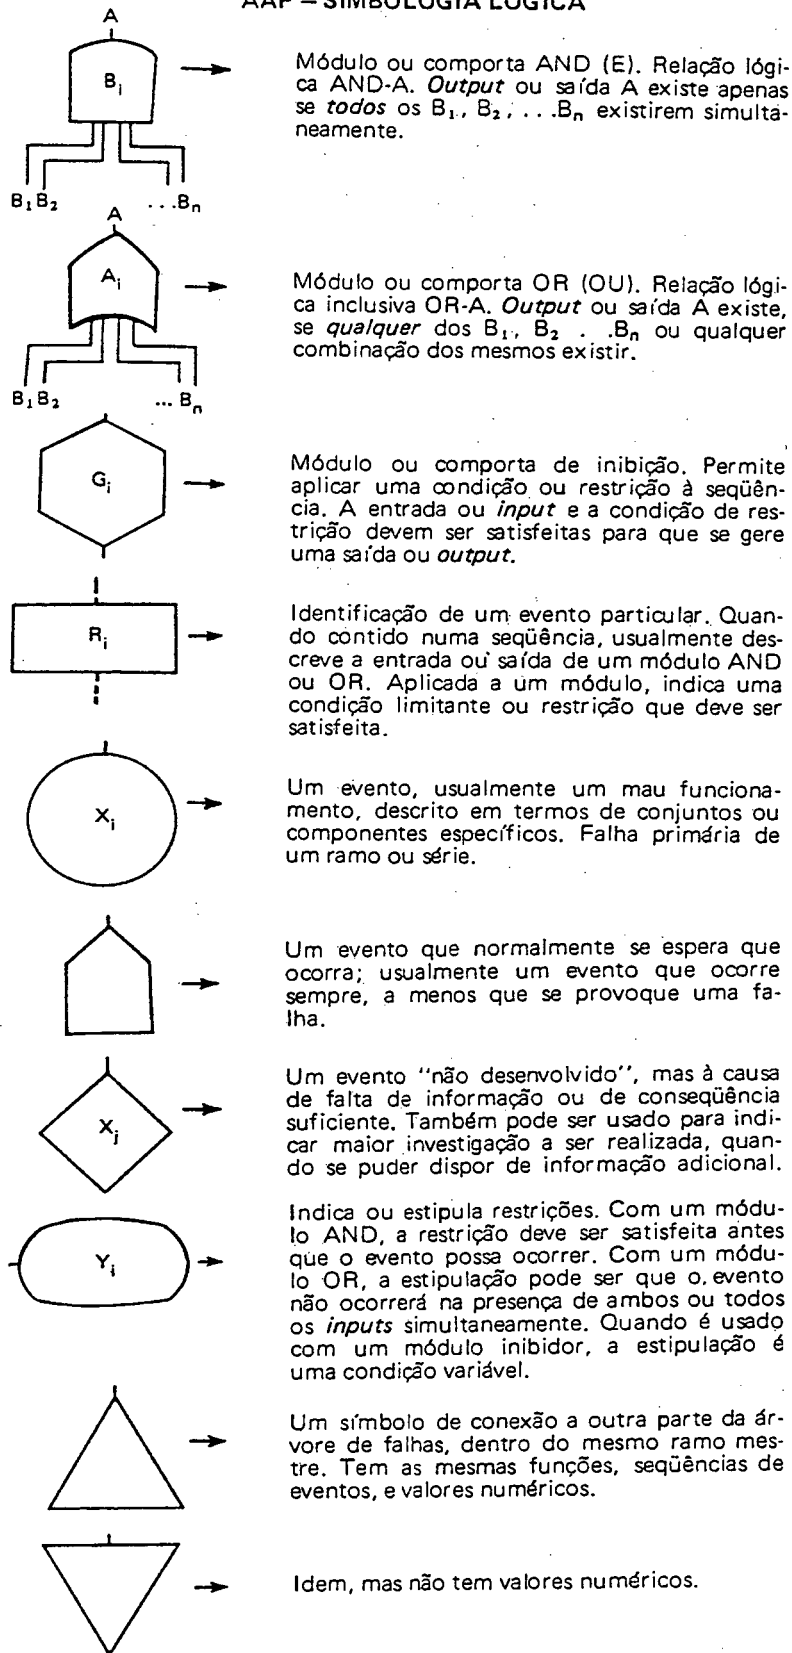 AAF – SIMBOLOGIA LÓGICA
A
B_i
Módulo ou comporta AND (E). Relação lógi-
ca AND-A. Output ou saída A existe apenas
se todos os B₁, B₂, . . .Bₙ existirem simulta-
neamente.
B₁ B₂ . . .Bₙ
A
A_i
Módulo ou comporta OR (OU). Relação lógi-
ca inclusiva OR-A. Output ou saída A existe,
se qualquer dos B₁, B₂ . .Bₙ ou qualquer
combinação dos mesmos existir.
B₁ B₂ ... Bₙ
G_i
Módulo ou comporta de inibição. Permite
aplicar uma condição ou restrição à seqüên-
cia. A entrada ou input e a condição de res-
trição devem ser satisfeitas para que se gere
uma saída ou output.
R_i
Identificação de um evento particular. Quan-
do contido numa seqüência, usualmente des-
creve a entrada ou saída de um módulo AND
ou OR. Aplicada a um módulo, indica uma
condição limitante ou restrição que deve ser
satisfeita.
X_i
Um evento, usualmente um mau funciona-
mento, descrito em termos de conjuntos ou
componentes específicos. Falha primária de
um ramo ou série.
Um evento que normalmente se espera que
ocorra; usualmente um evento que ocorre
sempre, a menos que se provoque uma fa-
lha.
X_j
Um evento "não desenvolvido", mas à causa
de falta de informação ou de conseqüência
suficiente. Também pode ser usado para indi-
car maior investigação a ser realizada, quan-
do se puder dispor de informação adicional.
Y_i
Indica ou estipula restrições. Com um módu-
lo AND, a restrição deve ser satisfeita antes
que o evento possa ocorrer. Com um módu-
lo OR, a estipulação pode ser que o evento
não ocorrerá na presença de ambos ou todos
os inputs simultaneamente. Quando é usado
com um módulo inibidor, a estipulação é
uma condição variável.
Um símbolo de conexão a outra parte da ár-
vore de falhas, dentro do mesmo ramo mes-
tre. Tem as mesmas funções, seqüências de
eventos, e valores numéricos.
Idem, mas não tem valores numéricos.